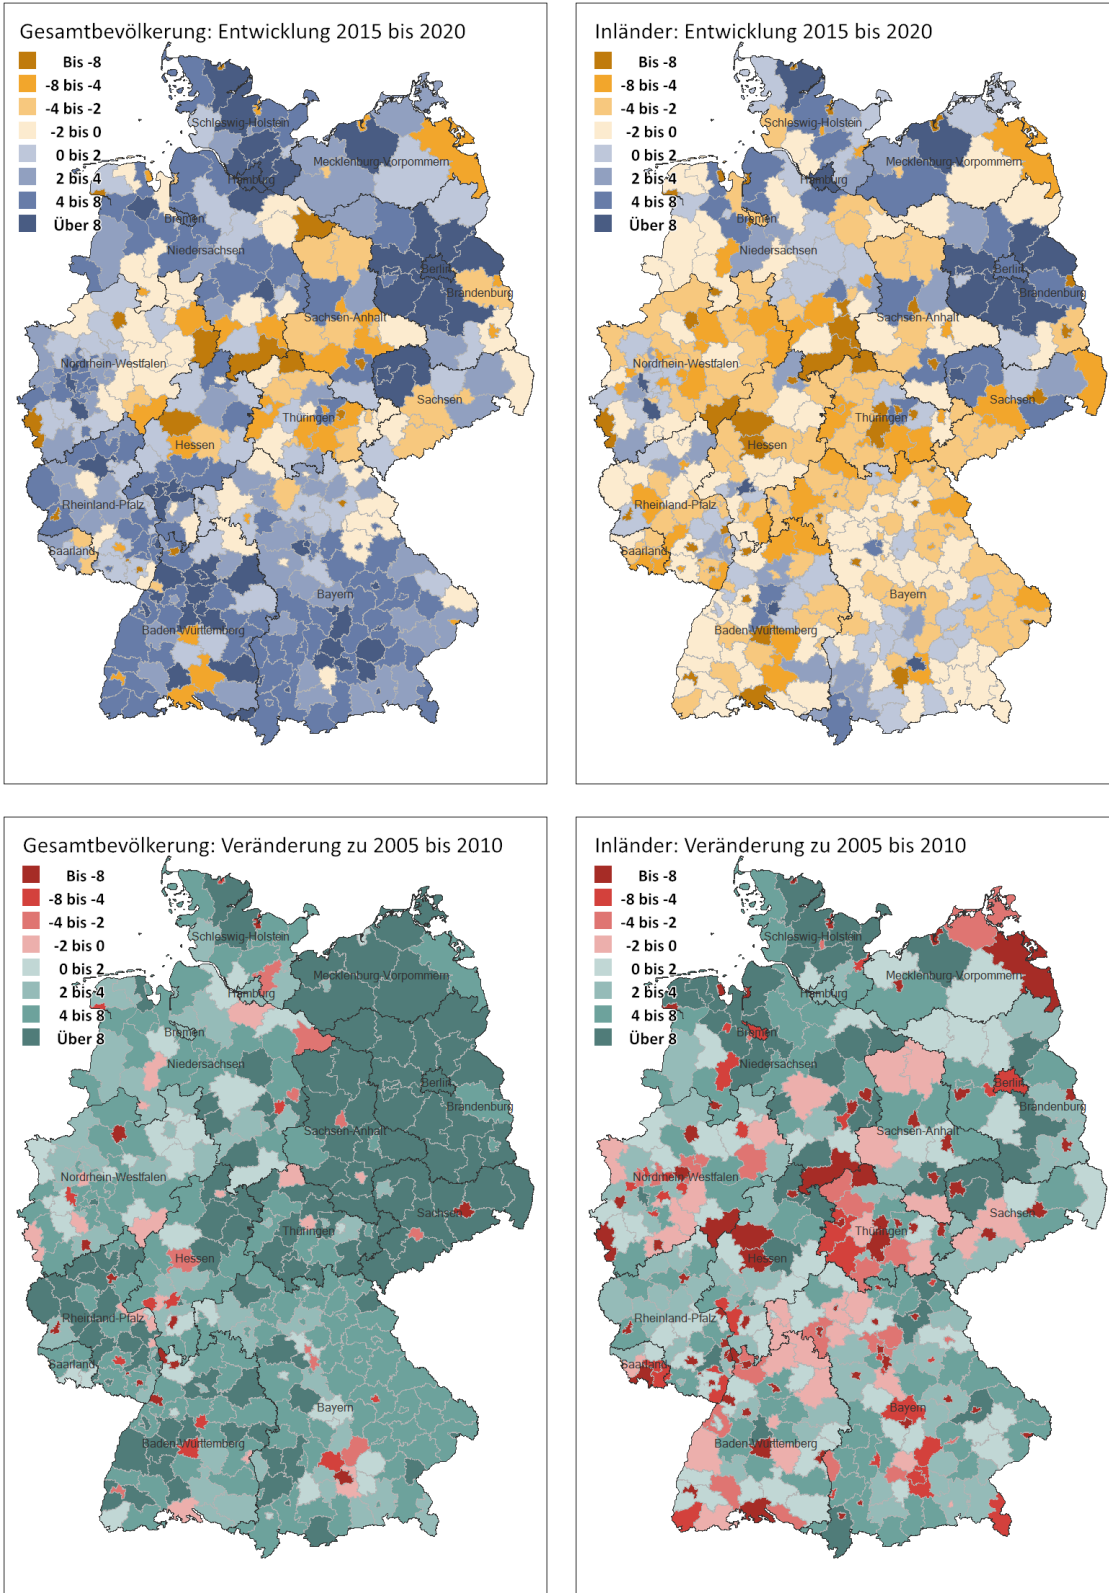 Gesamtbevölkerung: Entwicklung 2015 bis 2020
Bis -8
-8 bis -4
-4 bis -2
-2 bis 0
0 bis 2
2 bis 4
4 bis 8
Über 8
Schleswig-Holstein
Mecklenburg-Vorpommern
Hamburg
Bremen
Niedersachsen
Berlin
Brandenburg
Sachsen-Anhalt
Nordrhein-Westfalen
Sachsen
Thüringen
Hessen
Rheinland-Pfalz
Saarland
Bayern
Baden-Württemberg
Inländer: Entwicklung 2015 bis 2020
Bis -8
-8 bis -4
-4 bis -2
-2 bis 0
0 bis 2
2 bis 4
4 bis 8
Über 8
Schleswig-Holstein
Mecklenburg-Vorpommern
Hamburg
Bremen
Niedersachsen
Berlin
Brandenburg
Sachsen-Anhalt
Nordrhein-Westfalen
Sachsen
Thüringen
Hessen
Rheinland-Pfalz
Saarland
Bayern
Baden-Württemberg
Gesamtbevölkerung: Veränderung zu 2005 bis 2010
Bis -8
-8 bis -4
-4 bis -2
-2 bis 0
0 bis 2
2 bis 4
4 bis 8
Über 8
Schleswig-Holstein
Mecklenburg-Vorpommern
Hamburg
Bremen
Niedersachsen
Berlin
Brandenburg
Sachsen-Anhalt
Nordrhein-Westfalen
Sachsen
Thüringen
Hessen
Rheinland-Pfalz
Saarland
Bayern
Baden-Württemberg
Inländer: Veränderung zu 2005 bis 2010
Bis -8
-8 bis -4
-4 bis -2
-2 bis 0
0 bis 2
2 bis 4
4 bis 8
Über 8
Schleswig-Holstein
Mecklenburg-Vorpommern
Hamburg
Bremen
Niedersachsen
Berlin
Brandenburg
Sachsen-Anhalt
Nordrhein-Westfalen
Sachsen
Thüringen
Hessen
Rheinland-Pfalz
Saarland
Bayern
Baden-Württemberg